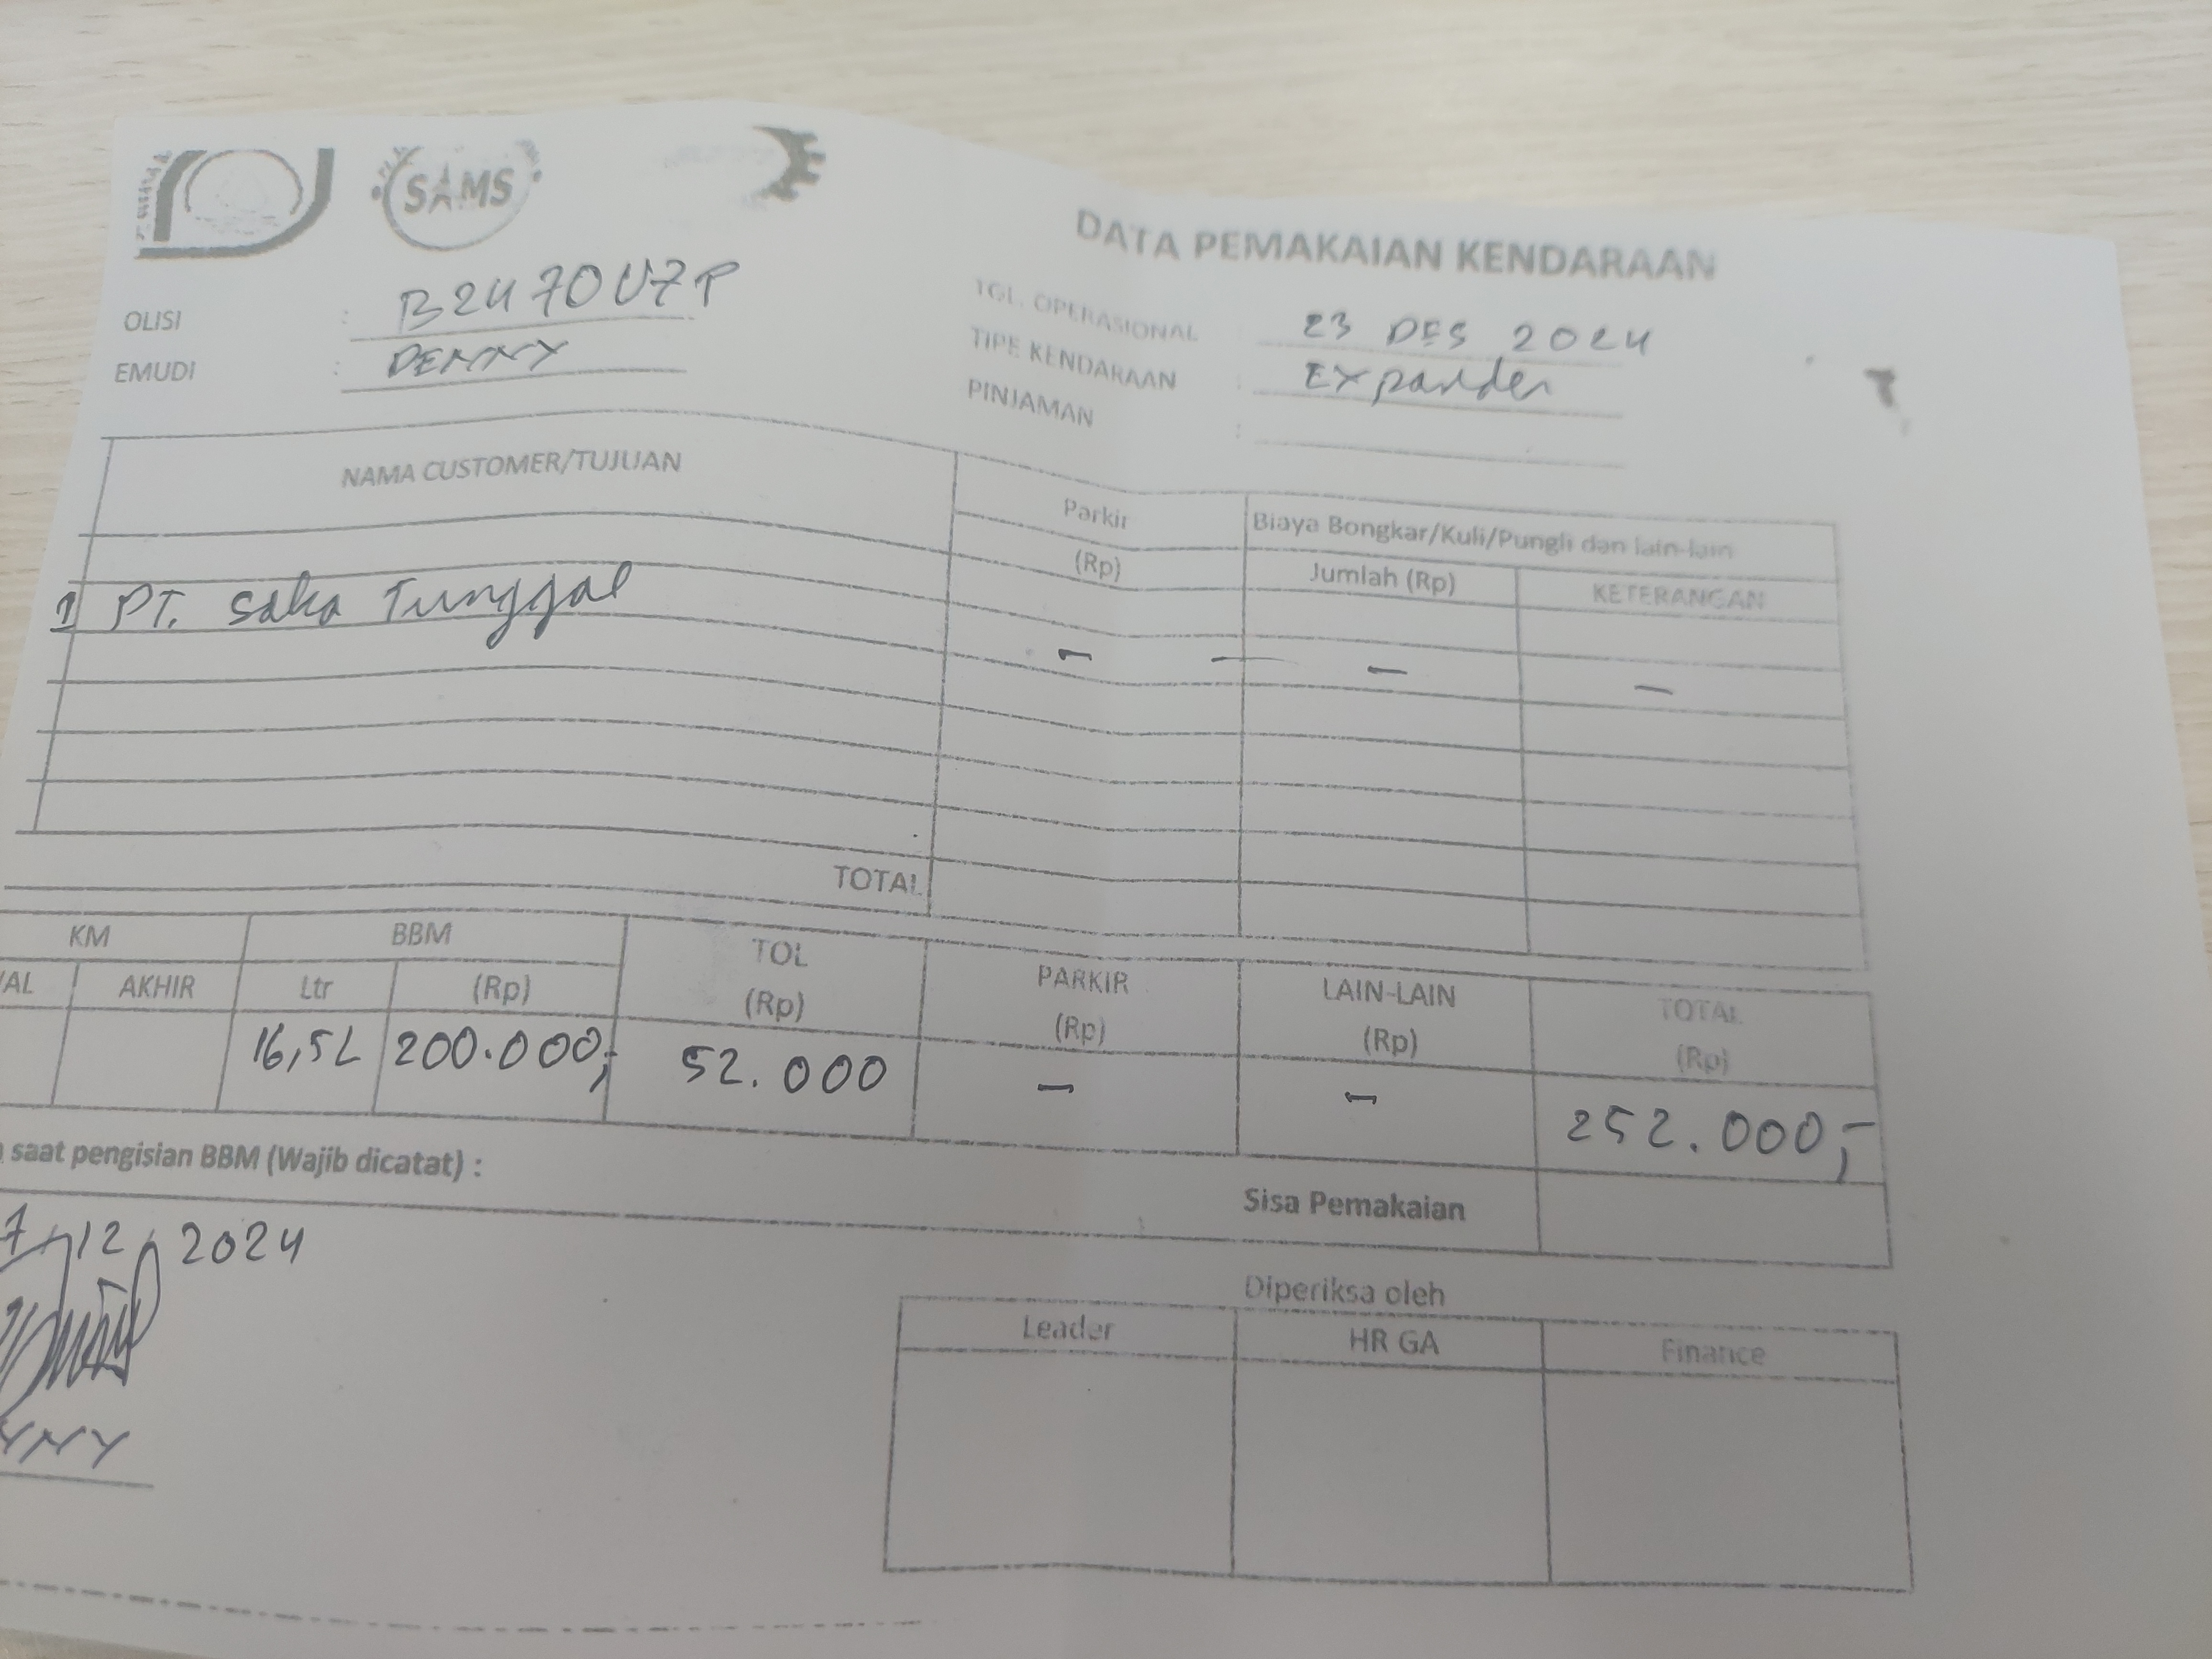 SAMS
DATA PEMAKAIAN KENDARAAN
OLISI : B2470UZP
EMUDI : DENNY
TGL. OPERASIONAL : 23 DES 2024
TIPE KENDARAAN : EXpander
PINJAMAN :
NAMA CUSTOMER/TUJUAN
Parkir
(Rp)
Biaya Bongkar/Kuli/Pungli dan lain-lain
Jumlah (Rp) KETERANGAN
1 PT. Saka Tunggal - - -
TOTAL
KM BBM TOL PARKIR LAIN-LAIN TOTAL
AL AKHIR Ltr (Rp) (Rp) (Rp) (Rp) (Rp)
16,5L 200.000,- 52.000 - - 252.000,-
saat pengisian BBM (Wajib dicatat) :
Sisa Pemakaian
7/12/2024
NNY
Diperiksa oleh
Leader HR GA Finance